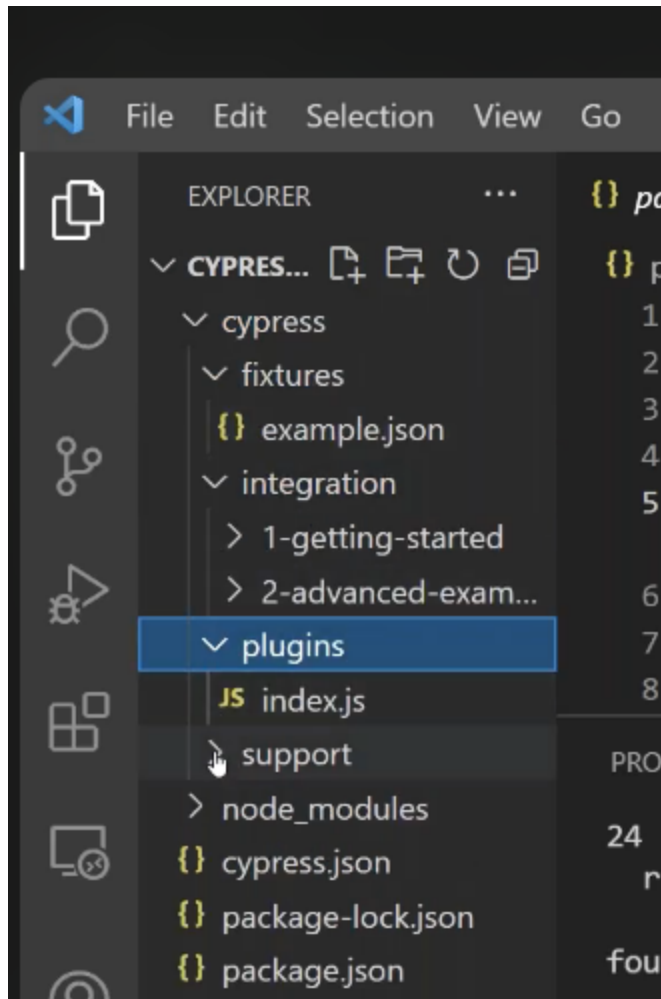 File Edit Selection View Go
EXPLORER ...
CYPRES...
cypress
fixtures
{} example.json
integration
1-getting-started
2-advanced-exam...
plugins
JS index.js
support
node_modules
{} cypress.json
{} package-lock.json
{} package.json
{}
{} p
1
2
3
4
5
6
7
8
PRO
24
r
fou